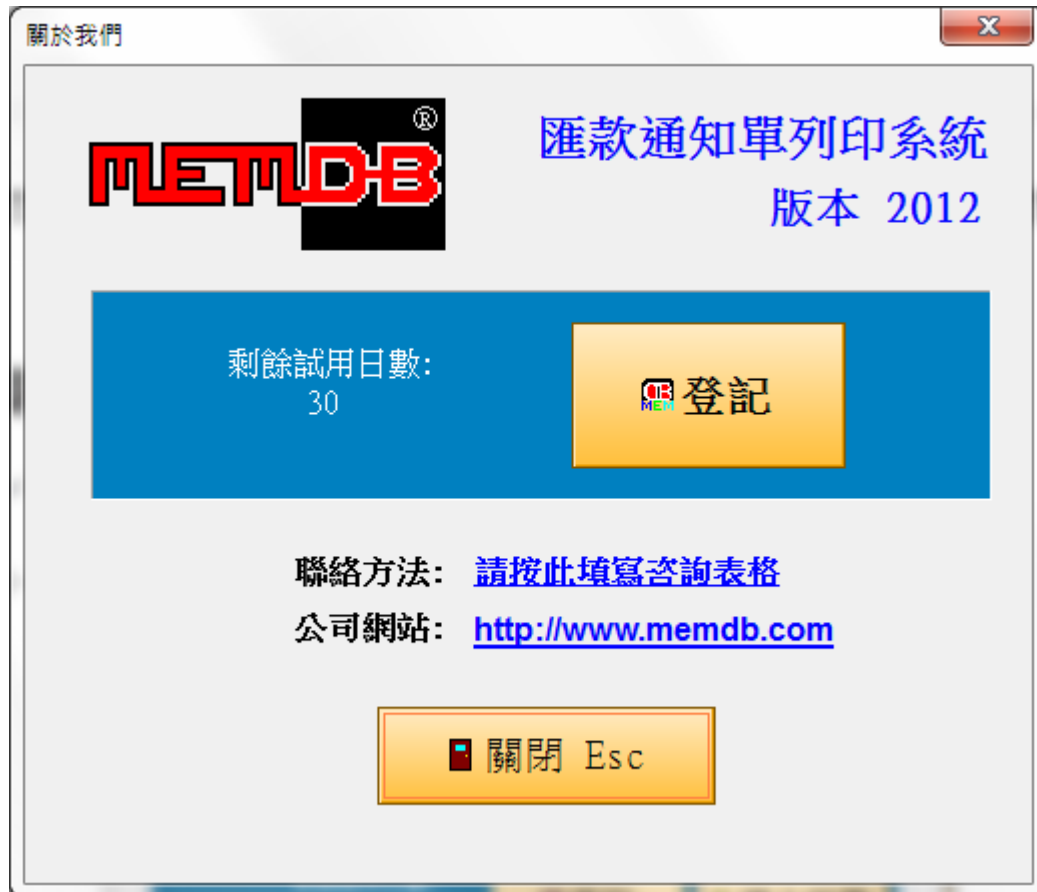 關於我們
MEMDB®
匯款通知單列印系統
版本 2012
剩餘試用日數:
30
登記
聯絡方法: 請按此填寫咨詢表格
公司網站: http://www.memdb.com
關閉 Esc